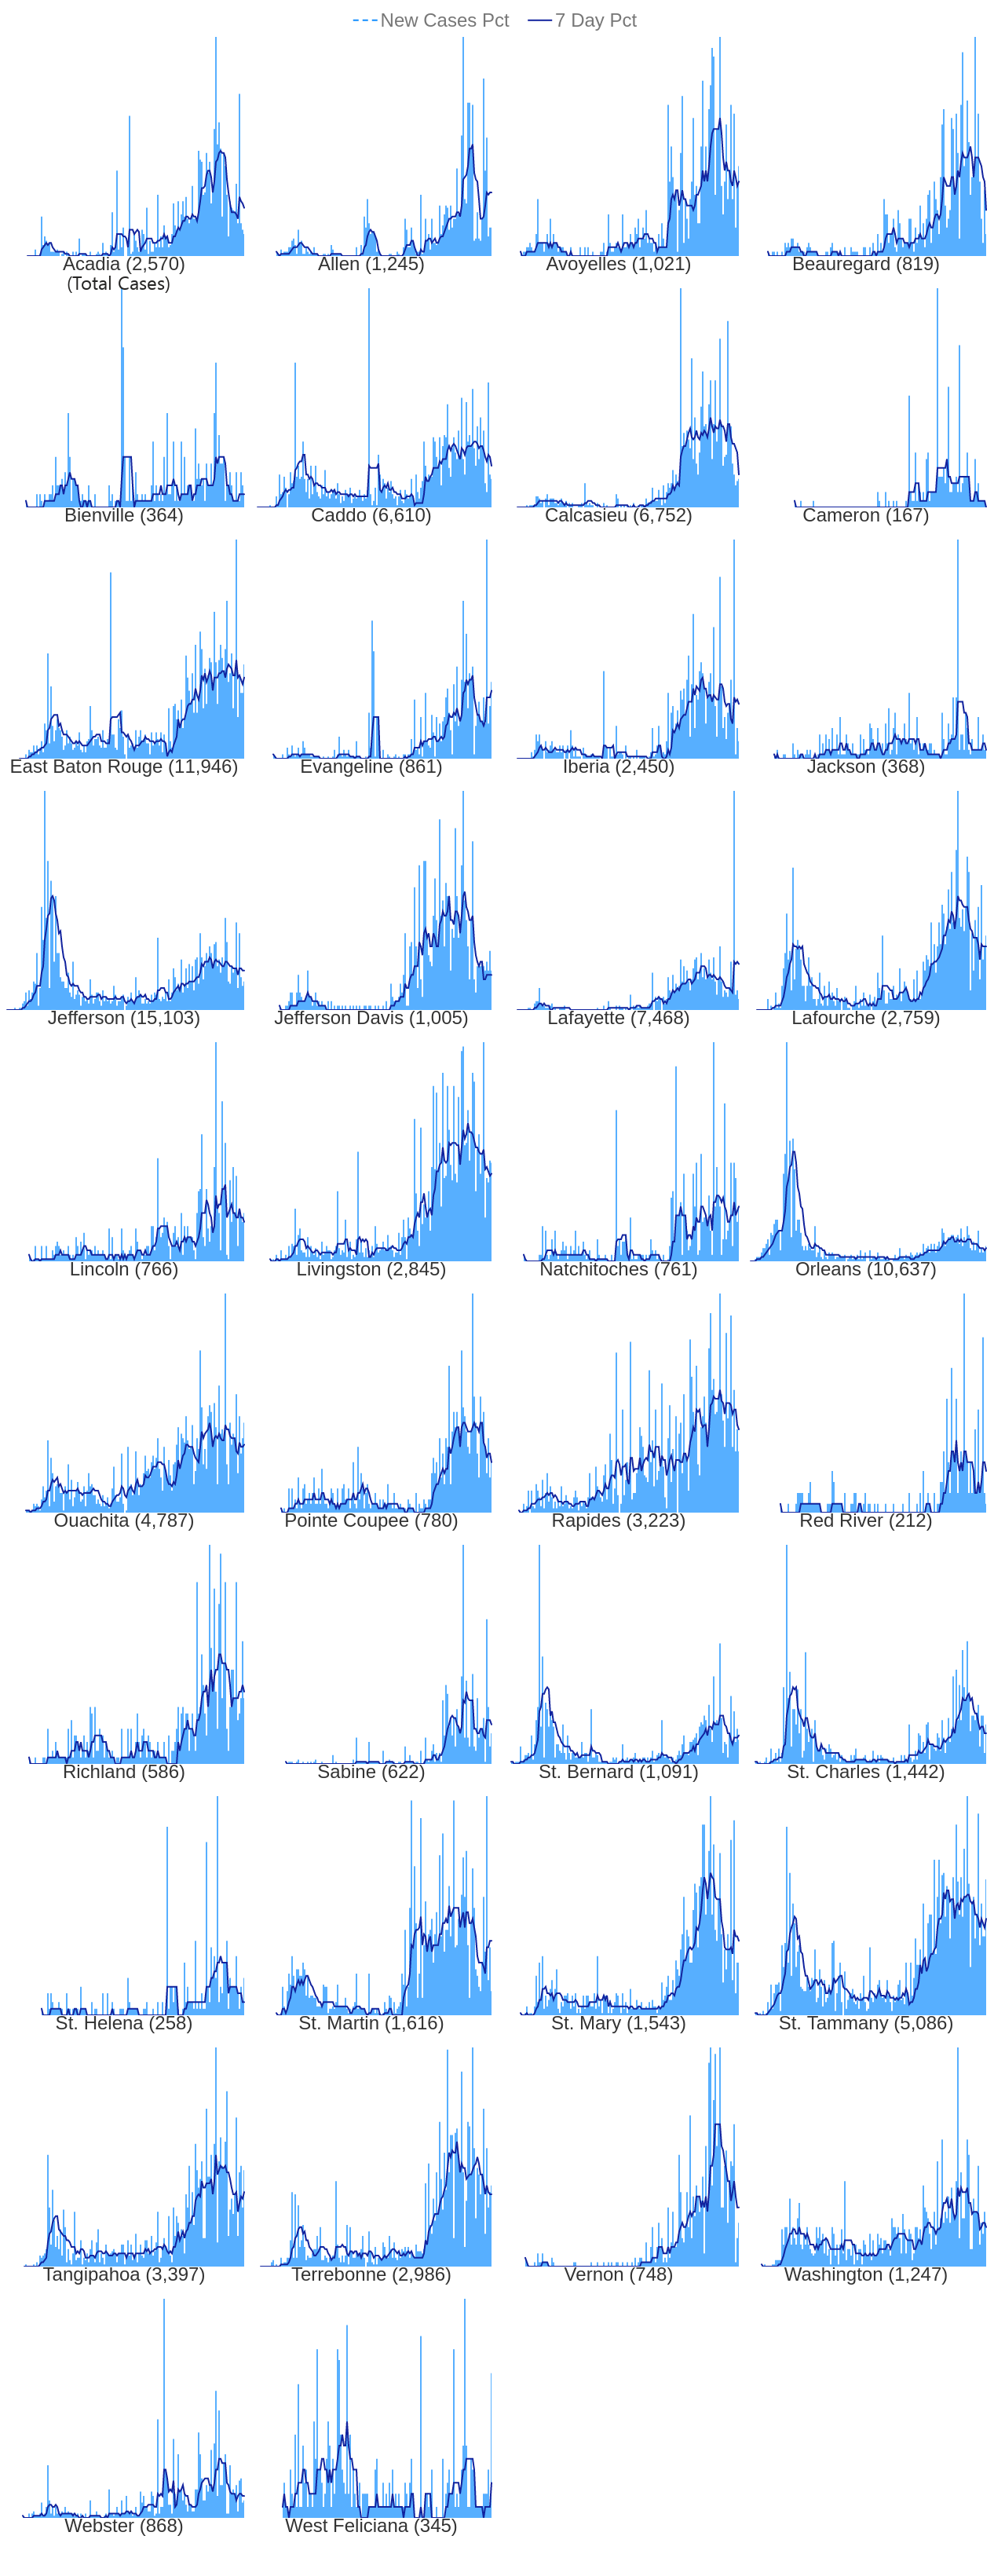 New Cases Pct 7 Day Pct
Acadia (2,570) Allen (1,245) Avoyelles (1,021) Beauregard (819)
(Total Cases)
Bienville (364) Caddo (6,610) Calcasieu (6,752) Cameron (167)
East Baton Rouge (11,946) Evangeline (861) Iberia (2,450) Jackson (368)
Jefferson (15,103) Jefferson Davis (1,005) Lafayette (7,468) Lafourche (2,759)
Lincoln (766) Livingston (2,845) Natchitoches (761) Orleans (10,637)
Ouachita (4,787) Pointe Coupee (780) Rapides (3,223) Red River (212)
Richland (586) Sabine (622) St. Bernard (1,091) St. Charles (1,442)
St. Helena (258) St. Martin (1,616) St. Mary (1,543) St. Tammany (5,086)
Tangipahoa (3,397) Terrebonne (2,986) Vernon (748) Washington (1,247)
Webster (868) West Feliciana (345)